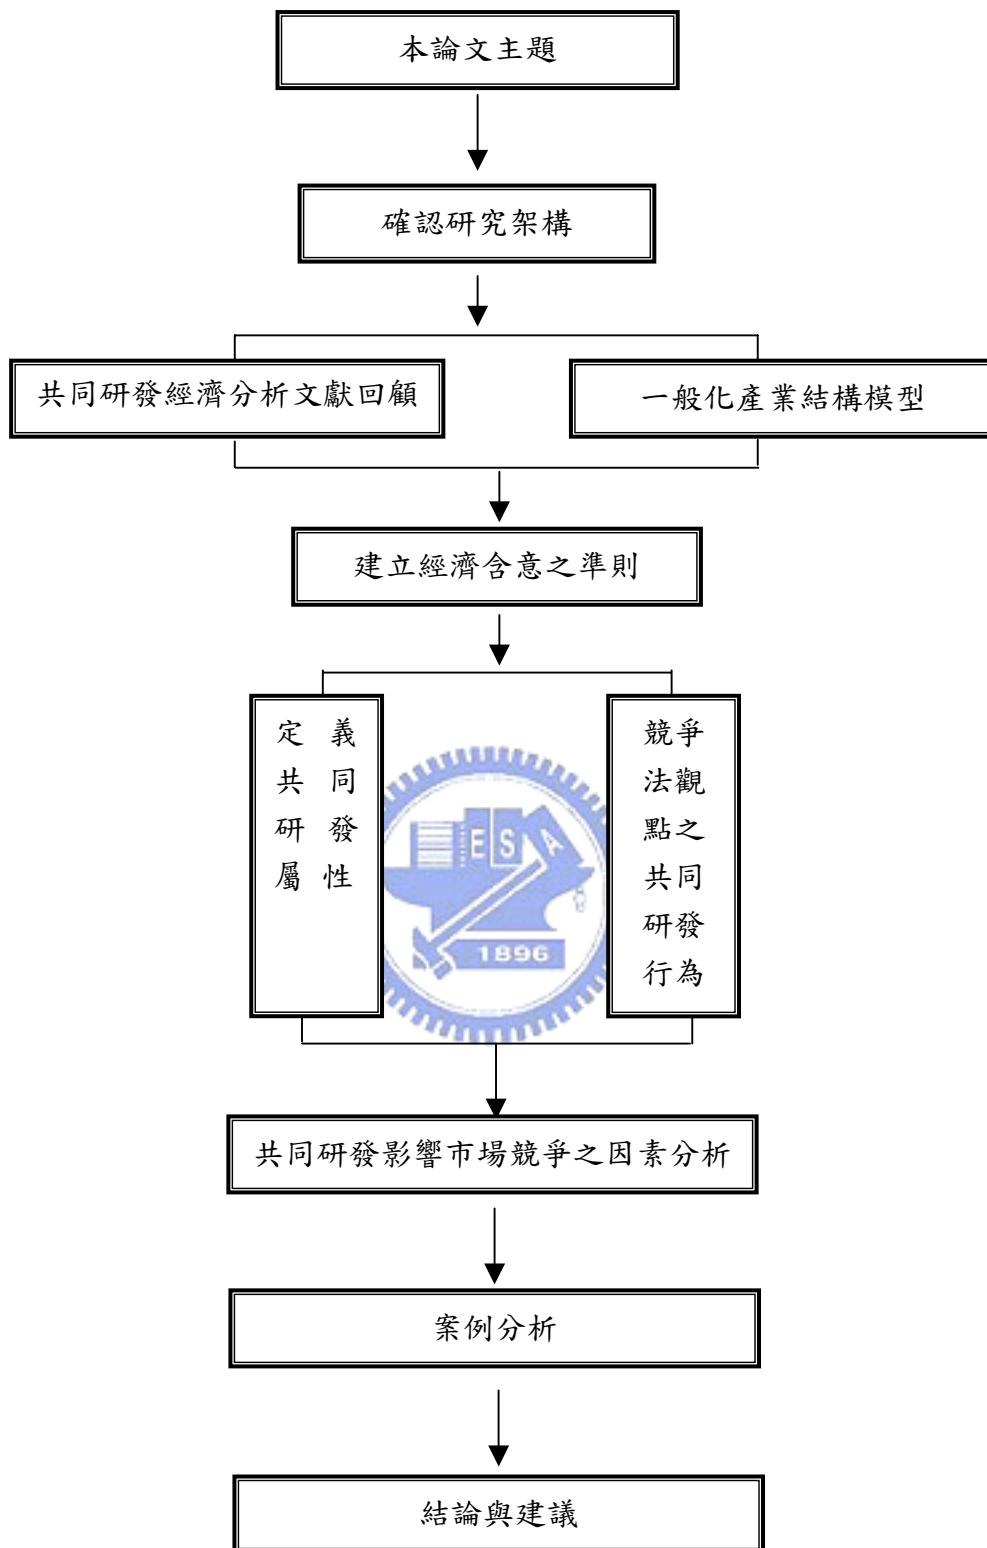 本論文主題
確認研究架構
共同研發經濟分析文獻回顧
一般化產業結構模型
建立經濟含意之準則
定義
共同
研發
屬性
競爭
法觀
點之
共同
研發
行為
ES
A
1896
共同研發影響市場競爭之因素分析
案例分析
結論與建議